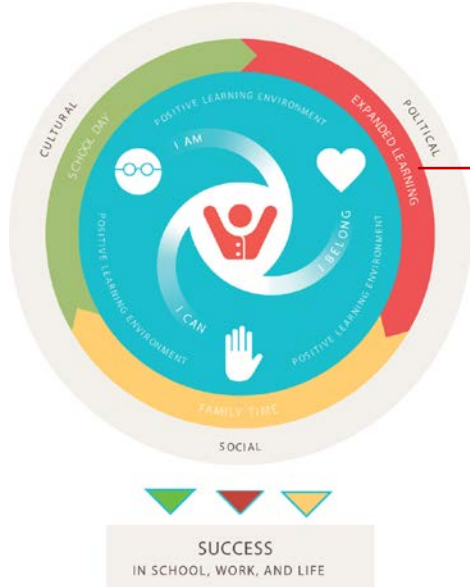 CULTURAL
POLITICAL
SOCIAL
SCHOOL DAY
EXPANDED LEARNING
FAMILY TIME
POSITIVE LEARNING ENVIRONMENT
POSITIVE LEARNING ENVIRONMENT
POSITIVE LEARNING ENVIRONMENT
I AM
I BELONG
I CAN
SUCCESS
IN SCHOOL, WORK, AND LIFE